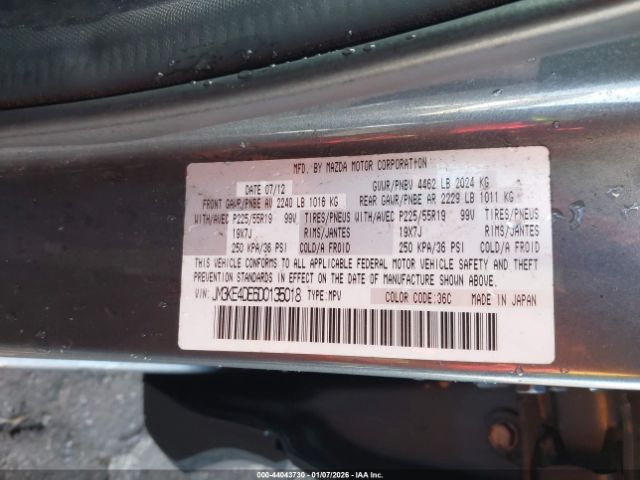 MFD. BY MAZDA MOTOR CORPORATION
DATE 07/12 GVWR/PNBV 4462 LB 2024 KG
FRONT GAWR/PNBE AV 2240 LB 1016 KG REAR GAWR/PNBE AR 2229 LB 1011 KG
WITH/AVEC P225/55R19 99V TIRES/PNEUS WITH/AVEC P225/55R19 99V TIRES/PNEUS
19X7J RIMS/JANTES 19X7J RIMS/JANTES
250 KPA/36 PSI COLD/A FROID 250 KPA/36 PSI COLD/A FROID
THIS VEHICLE CONFORMS TO ALL APPLICABLE FEDERAL MOTOR VEHICLE SAFETY AND THEFT
PREVENTION STANDARDS IN EFFECT ON THE DATE OF MANUFACTURE SHOWN ABOVE.
VIN: JM3KE4DE6D0135018 TYPE:MPV COLOR CODE:36C MADE IN JAPAN
000-44043730 - 01/07/2026 - IAAI.com